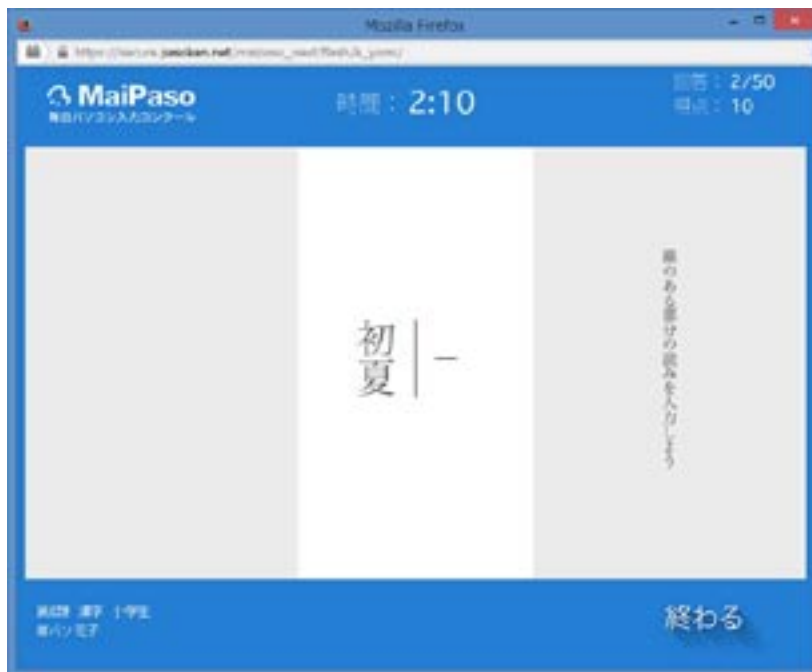 Mozilla Firefox
MaiPaso
毎日パソコン入力コンクール
時間：2:10
回答：2/50
得点：10
線のある部分の読みを入力しよう
初夏
終わる